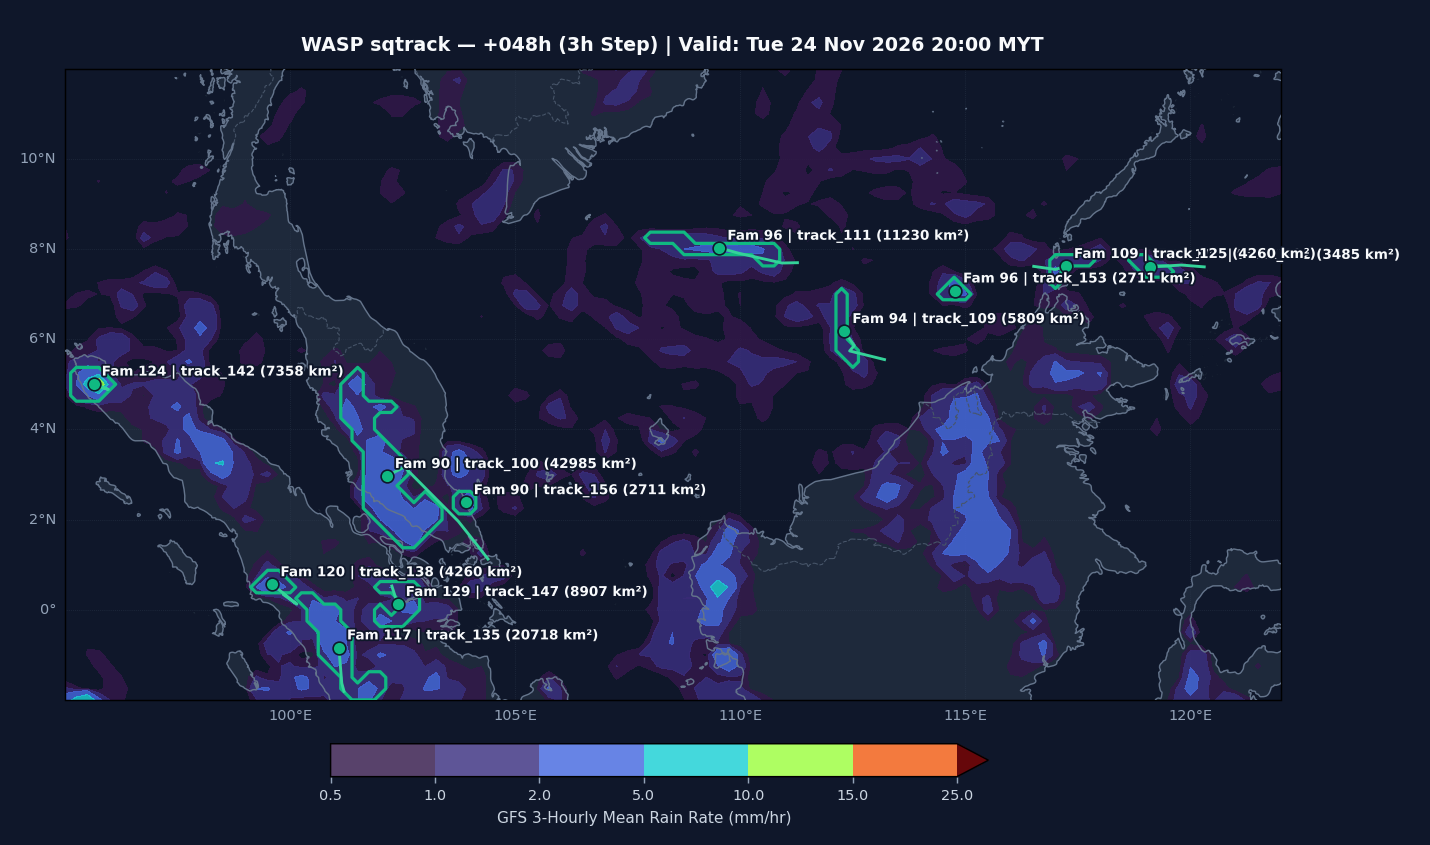 WASP sqtrack — +048h (3h Step) | Valid: Tue 24 Nov 2026 20:00 MYT
10°N
8°N
6°N
4°N
2°N
0°
Fam 96 | track_111 (11230 km²)
Fam 109 | track_125 (4260 km²)
(3485 km²)
Fam 96 | track_153 (2711 km²)
Fam 94 | track_109 (5809 km²)
Fam 124 | track_142 (7358 km²)
Fam 90 | track_100 (42985 km²)
Fam 90 | track_156 (2711 km²)
Fam 120 | track_138 (4260 km²)
Fam 129 | track_147 (8907 km²)
Fam 117 | track_135 (20718 km²)
100°E 105°E 110°E 115°E 120°E
0.5 1.0 2.0 5.0 10.0 15.0 25.0
GFS 3-Hourly Mean Rain Rate (mm/hr)